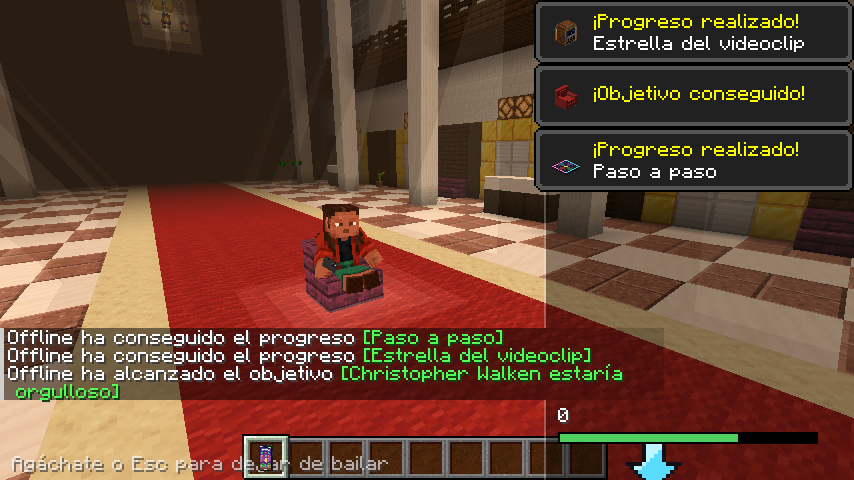 ¡Progreso realizado!
Estrella del videoclip
¡Objetivo conseguido!
¡Progreso realizado!
Paso a paso
Offline ha conseguido el progreso [Paso a paso]
Offline ha conseguido el progreso [Estrella del videoclip]
Offline ha alcanzado el objetivo [Christopher Walken estaría
orgulloso]
0
Agáchate o Esc para dejar de bailar